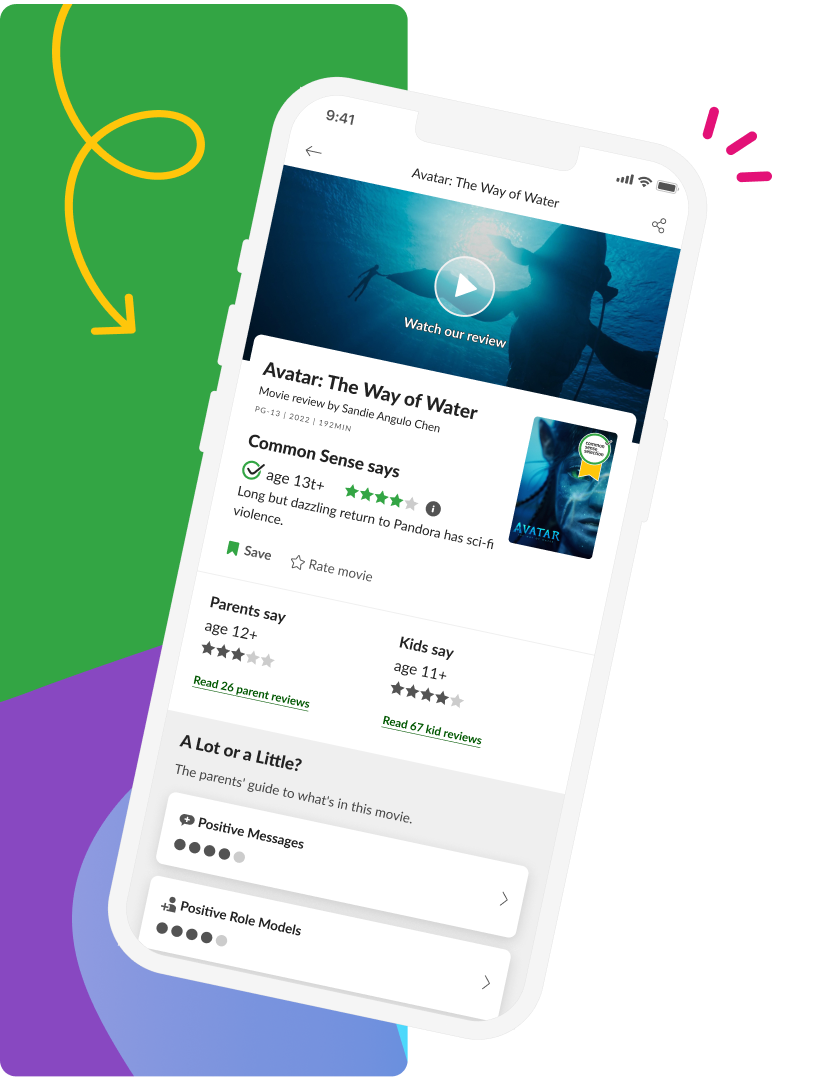 9:41
Avatar: The Way of Water
Watch our review
Avatar: The Way of Water
Movie review by Sandie Angulo Chen
PG-13 | 2022 | 192MIN
common
sense
selection
AVATAR
Common Sense says
age 13t+
i
Long but dazzling return to Pandora has sci-fi
violence.
Save
Rate movie
Parents say
age 12+
Read 26 parent reviews
Kids say
age 11+
Read 67 kid reviews
A Lot or a Little?
The parents' guide to what's in this movie.
Positive Messages
Positive Role Models